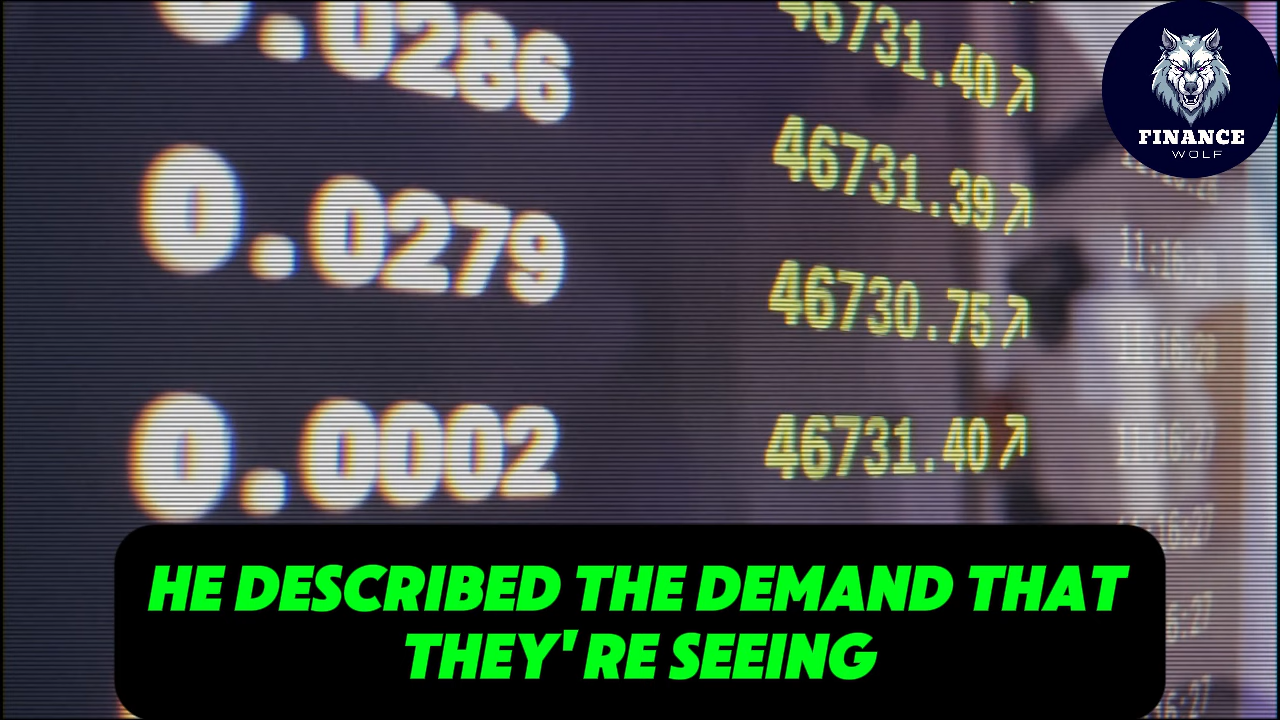 0.0286
46731.40↗
FINANCE
WOLF
0.0279
46731.39↗
46730.75↗
0.0002
46731.40↗
HE DESCRIBED THE DEMAND THAT
THEY'RE SEEING